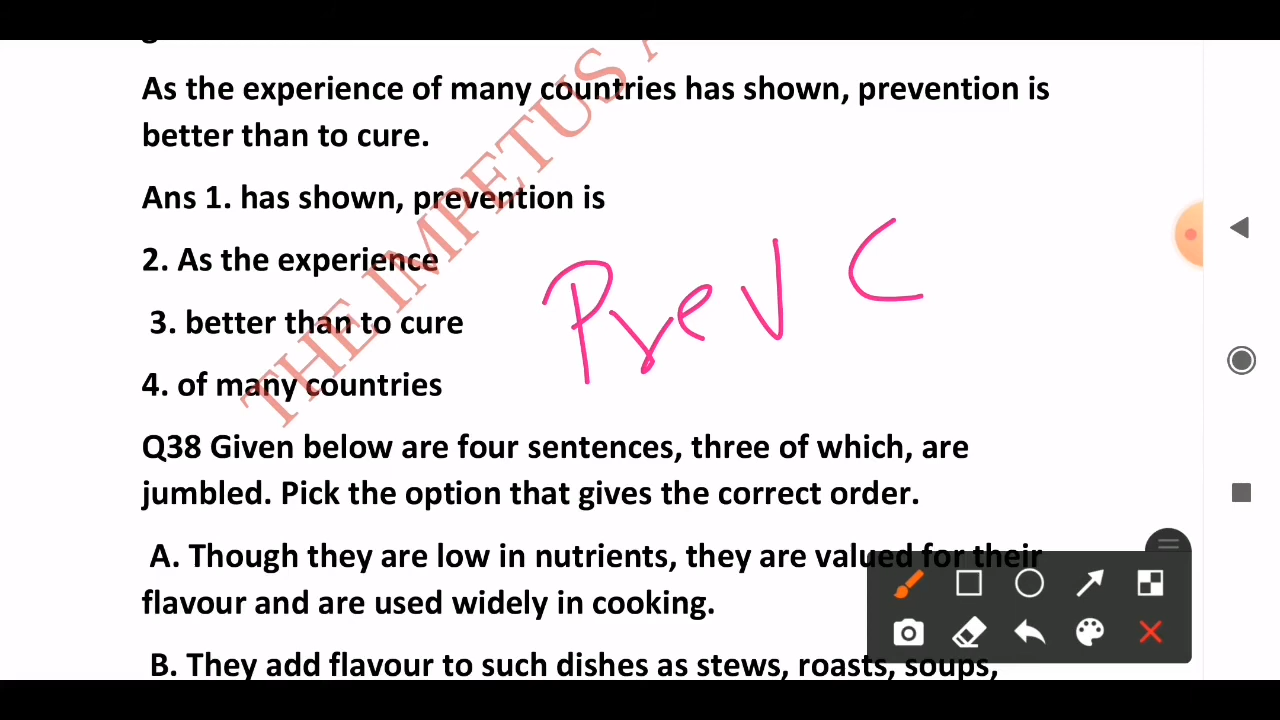 As the experience of many countries has shown, prevention is
better than to cure.
Ans 1. has shown, prevention is
2. As the experience
3. better than to cure
4. of many countries
Prev C
Q38 Given below are four sentences, three of which, are
jumbled. Pick the option that gives the correct order.
A. Though they are low in nutrients, they are valued for their
flavour and are used widely in cooking.
B. They add flavour to such dishes as stews, roasts, soups,
THE IMPETUS